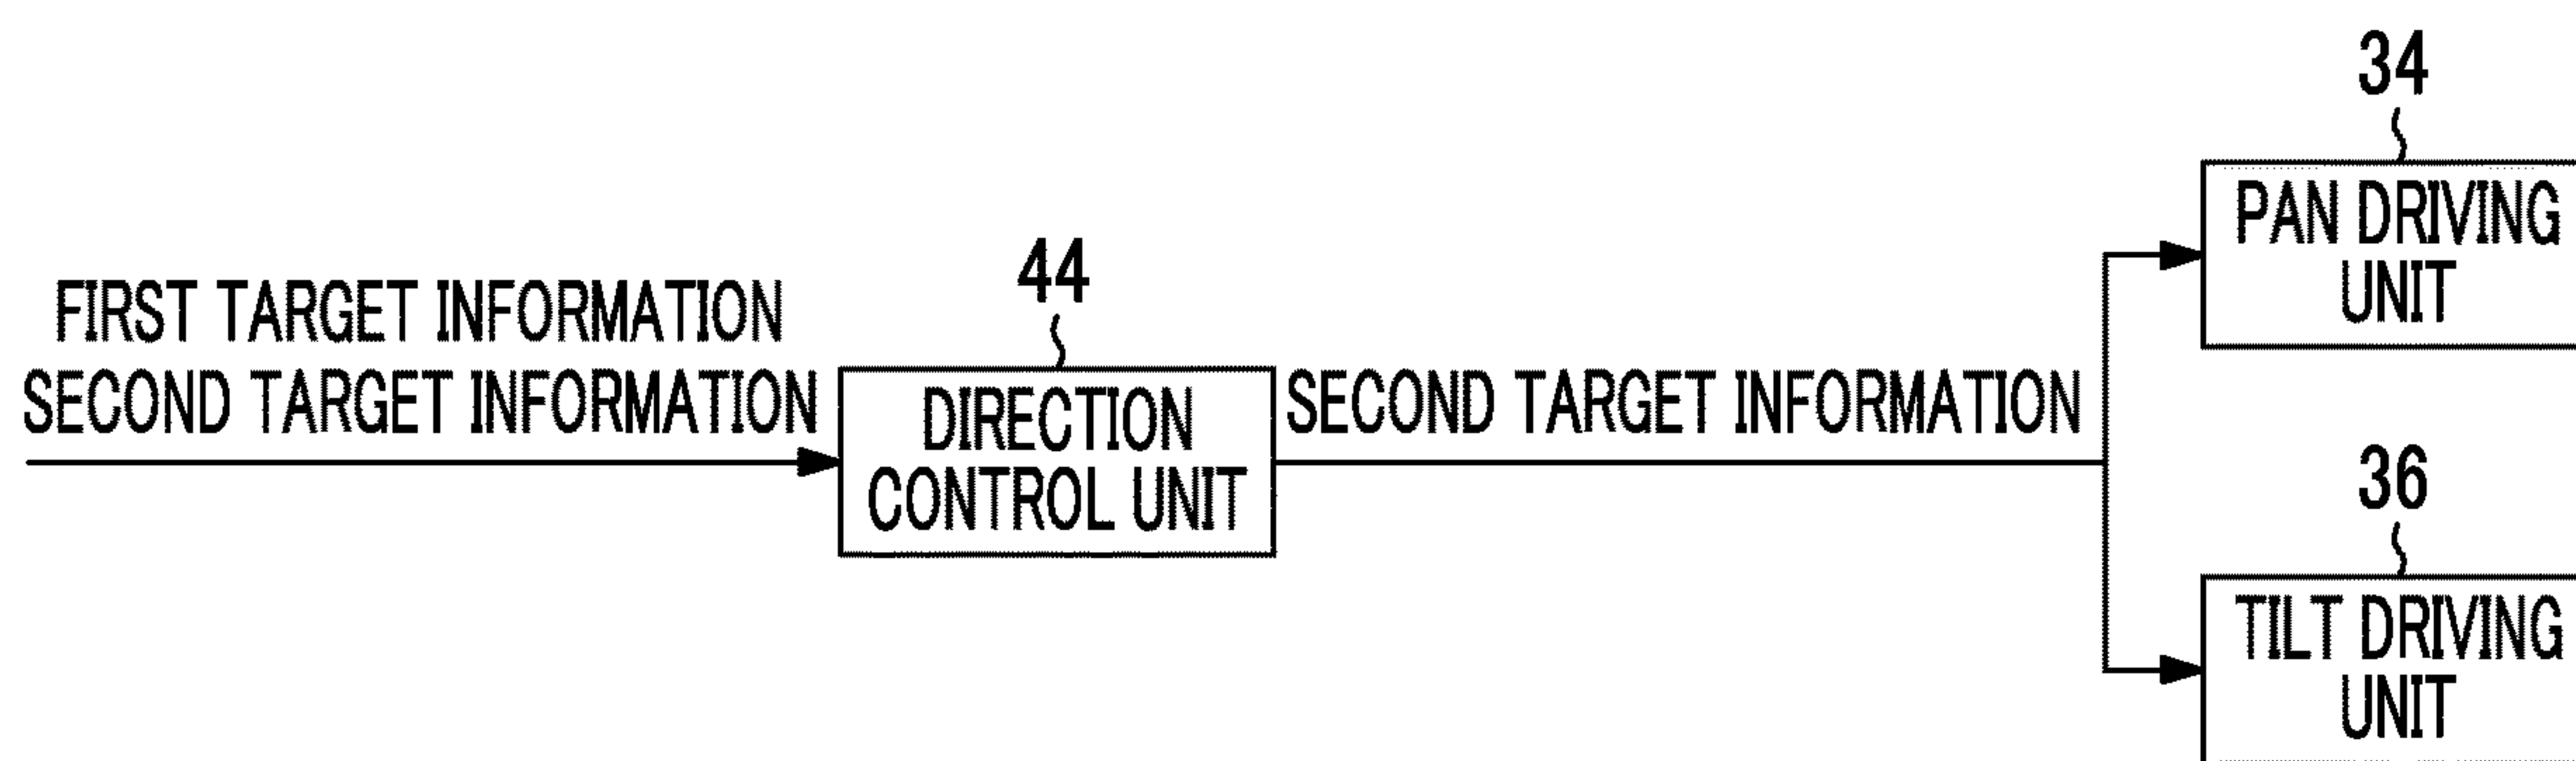 34
PAN DRIVING
UNIT
44
FIRST TARGET INFORMATION
SECOND TARGET INFORMATION
DIRECTION
CONTROL UNIT
SECOND TARGET INFORMATION
36
TILT DRIVING
UNIT